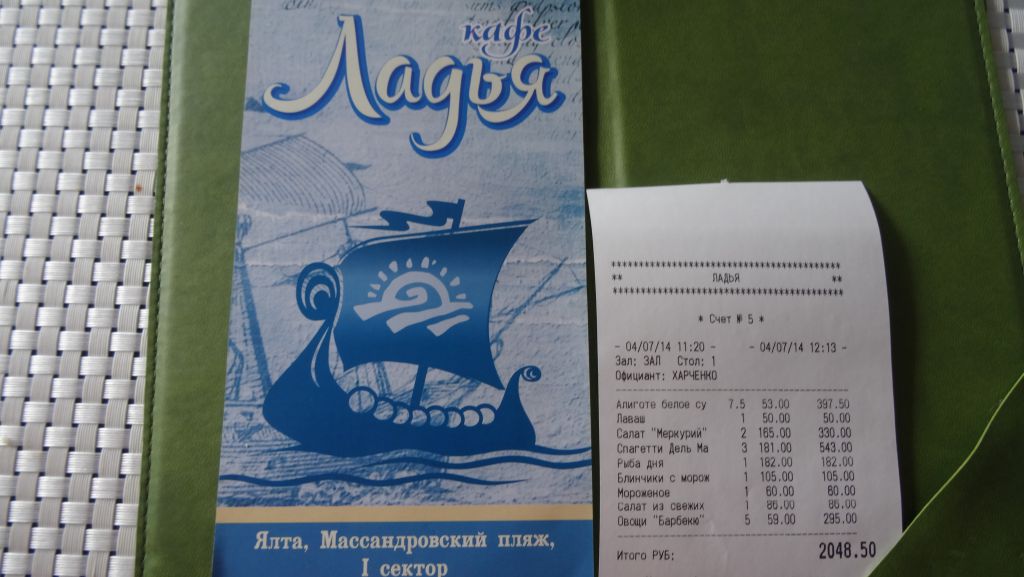 кафе
Ладья
Ялта, Массандровский пляж,
I сектор
****************************************
** ЛАДЬЯ **
****************************************
* Счет № 5 *
- 04/07/14 11:20 - - 04/07/14 12:13 -
Зал: ЗАЛ Стол: 1
Официант: ХАРЧЕНКО
Алиготе белое су 7.5 53.00 397.50
Лаваш 1 50.00 50.00
Салат "Меркурий" 2 165.00 330.00
Спагетти Дель Ма 3 181.00 543.00
Рыба дня 1 182.00 182.00
Блинчики с морож 1 105.00 105.00
Мороженое 1 60.00 60.00
Салат из свежих 1 86.00 86.00
Овощи "Барбекю" 5 59.00 295.00
Итого РУБ: 2048.50